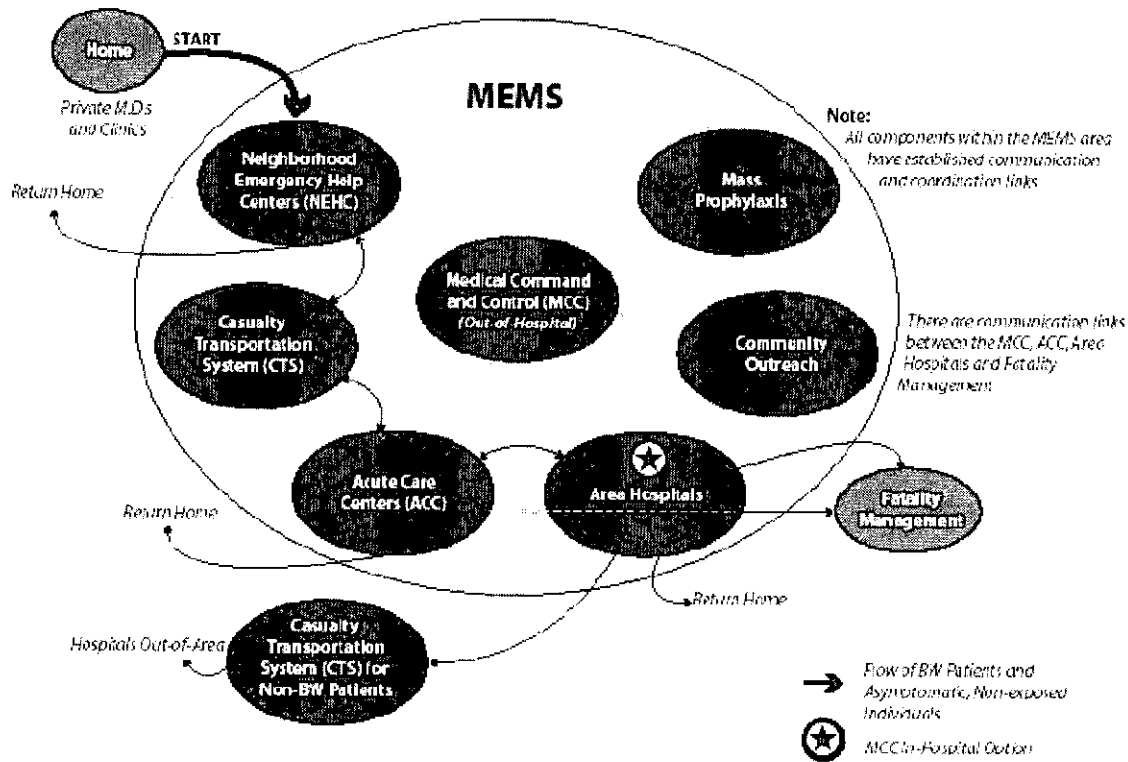 Home
START
Private M.D.s
and Clinics
MEMS
Note:
All components within the MEMS area
have established communication
and coordination links
Neighborhood
Emergency Help
Centers (NEHC)
Return Home
Mass
Prophylaxis
Medical Command
and Control (MCC)
(Out-of-Hospital)
Casualty
Transportation
System (CTS)
Community
Outreach
There are communication links
between the MCC, ACC, Area
Hospitals and Fatality
Management
Acute Care
Centers (ACC)
Area Hospitals
Fatality
Management
Return Home
Return Home
Hospitals Out-of-Area
Casualty
Transportation
System (CTS) for
Non-BW Patients
Flow of BW Patients and
Asymptomatic, Non-exposed
Individuals
MCC In-Hospital Option